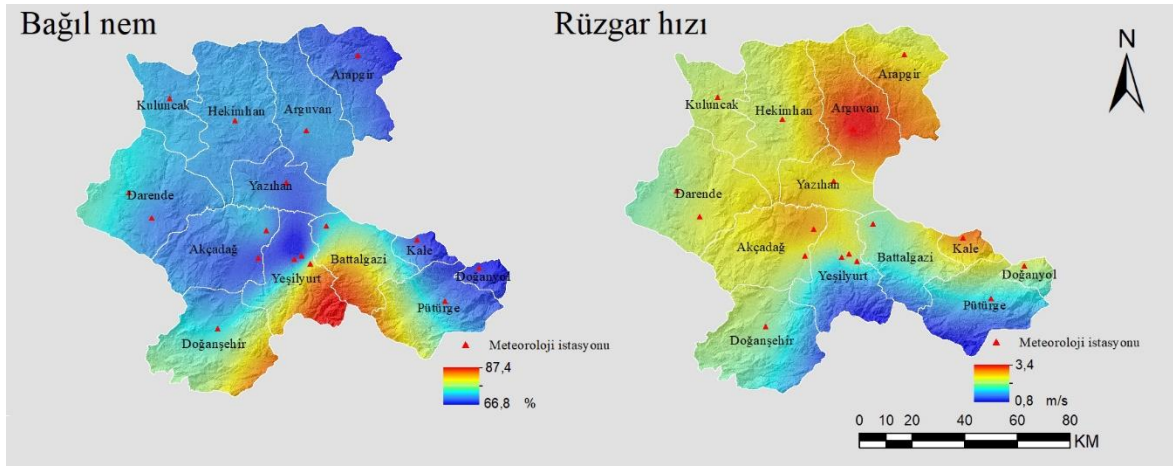 Bağıl nem
Arapgir
Kuluncak
Hekimhan
Arguvan
Darende
Yazıhan
Akçadağ
Yeşilyurt
Battalgazi
Kale
Doğanyol
Pütürge
Doğanşehir
Meteoroloji istasyonu
87,4
66,8 %
Rüzgar hızı
N
Arapgir
Kuluncak
Hekimhan
Arguvan
Darende
Yazıhan
Akçadağ
Yeşilyurt
Battalgazi
Kale
Doğanyol
Pütürge
Doğanşehir
Meteoroloji istasyonu
3,4
0,8 m/s
0 10 20 40 60 80
KM